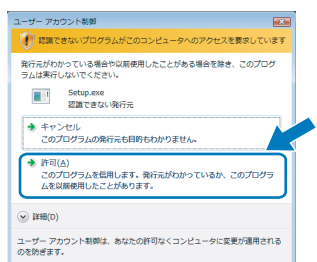 ユーザー アカウント制御
認識できないプログラムがこのコンピュータへのアクセスを要求しています
発行元がわかっている場合や以前使用したことがある場合を除き、このプログ
ラムは実行しないでください。
Setup.exe
認識できない発行元
キャンセル
このプログラムの発行元も目的もわかりません。
許可(A)
このプログラムを信用します。発行元がわかっているか、このプログラ
ムを以前使用したことがあります。
詳細(D)
ユーザー アカウント制御は、あなたの許可なくコンピュータに変更が適用される
のを防ぎます。